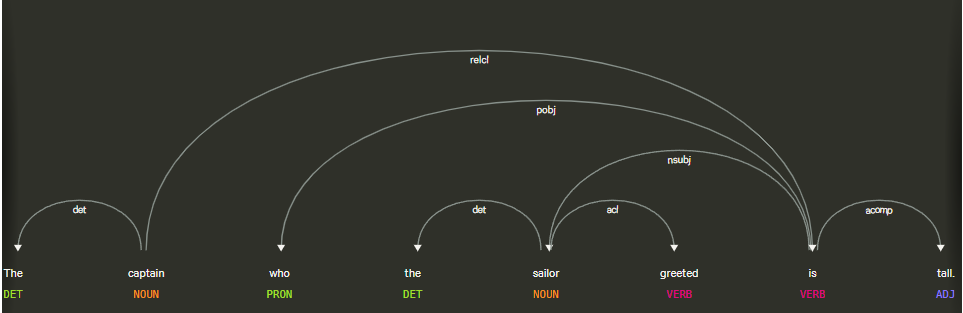 relcl
pobj
nsubj
det det acl acomp
The captain who the sailor greeted is tall.
DET NOUN PRON DET NOUN VERB VERB ADJ